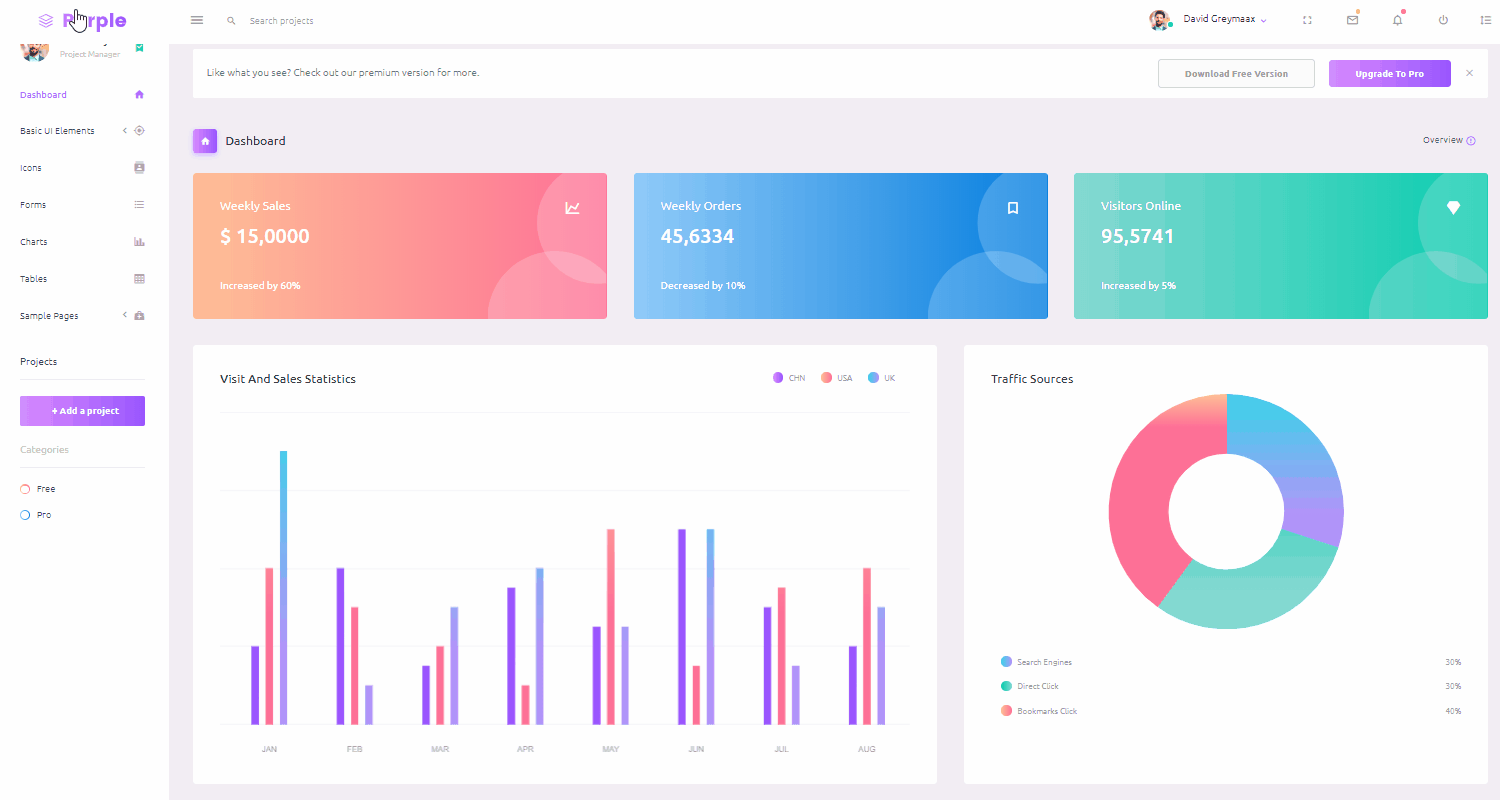 Purple
Search projects
David Greymaax
Project Manager
Like what you see? Check out our premium version for more.
Download Free Version
Upgrade To Pro
Dashboard
Basic UI Elements
Icons
Forms
Charts
Tables
Sample Pages
Projects
+ Add a project
Categories
Free
Pro
Dashboard
Overview
Weekly Sales
$ 15,0000
Increased by 60%
Weekly Orders
45,6334
Decreased by 10%
Visitors Online
95,5741
Increased by 5%
Visit And Sales Statistics
CHN USA UK
JAN FEB MAR APR MAY JUN JUL AUG
Traffic Sources
Search Engines 30%
Direct Click 30%
Bookmarks Click 40%